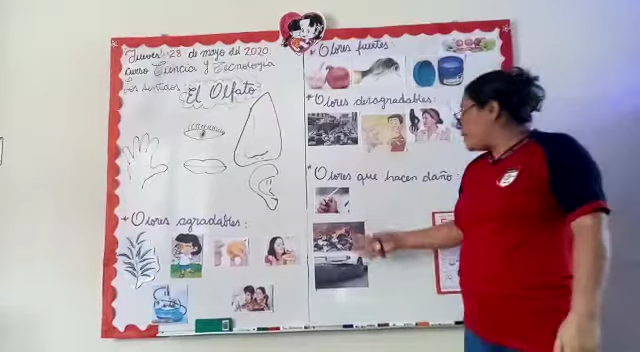 Jueves! 28 de mayo del 2020.
curso Ciencia y Tecnología
Los sentidos
El Olfato
* Olores agradables:
* Olores fuertes:
* Olores desagradables:
* Olores que hacen daño: